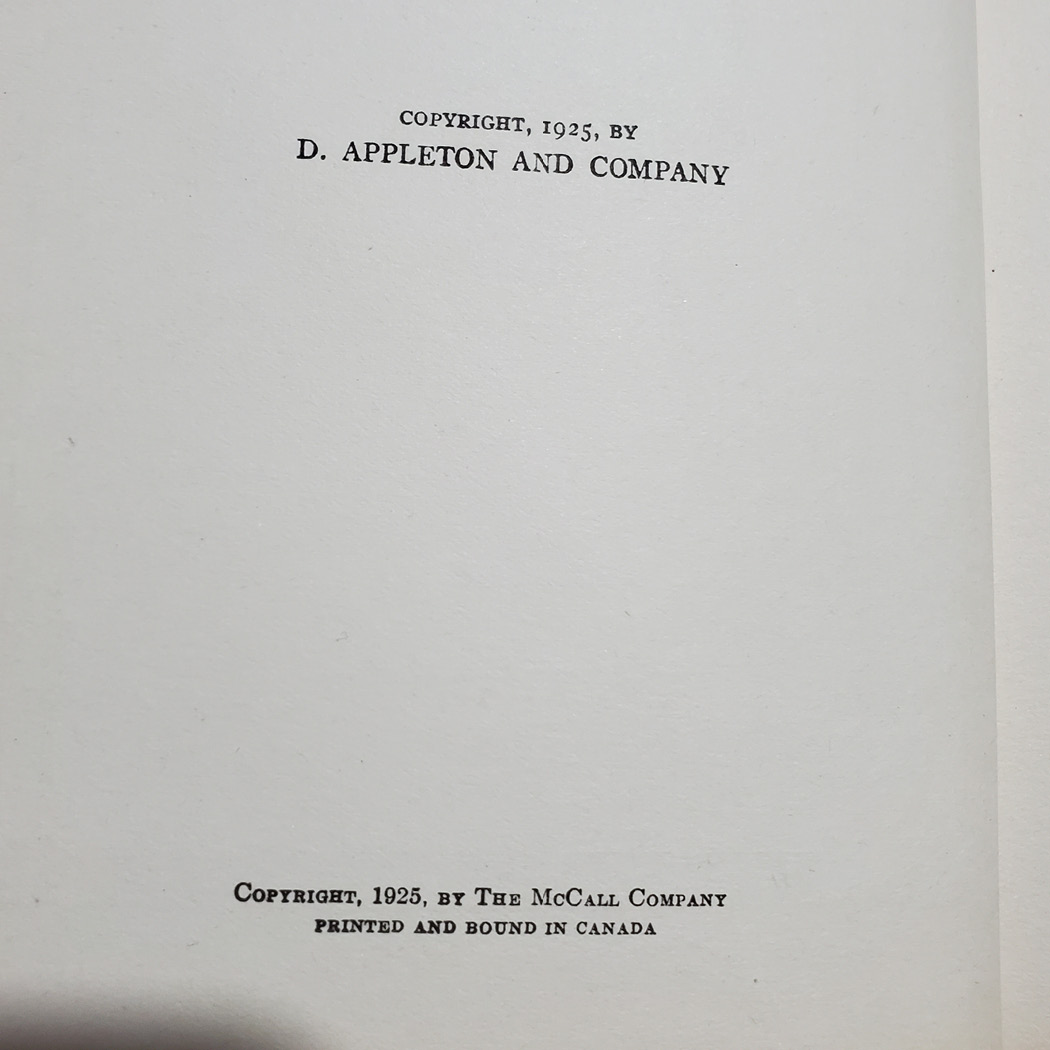 COPYRIGHT, 1925, BY
D. APPLETON AND COMPANY
COPYRIGHT, 1925, BY THE MCCALL COMPANY
PRINTED AND BOUND IN CANADA